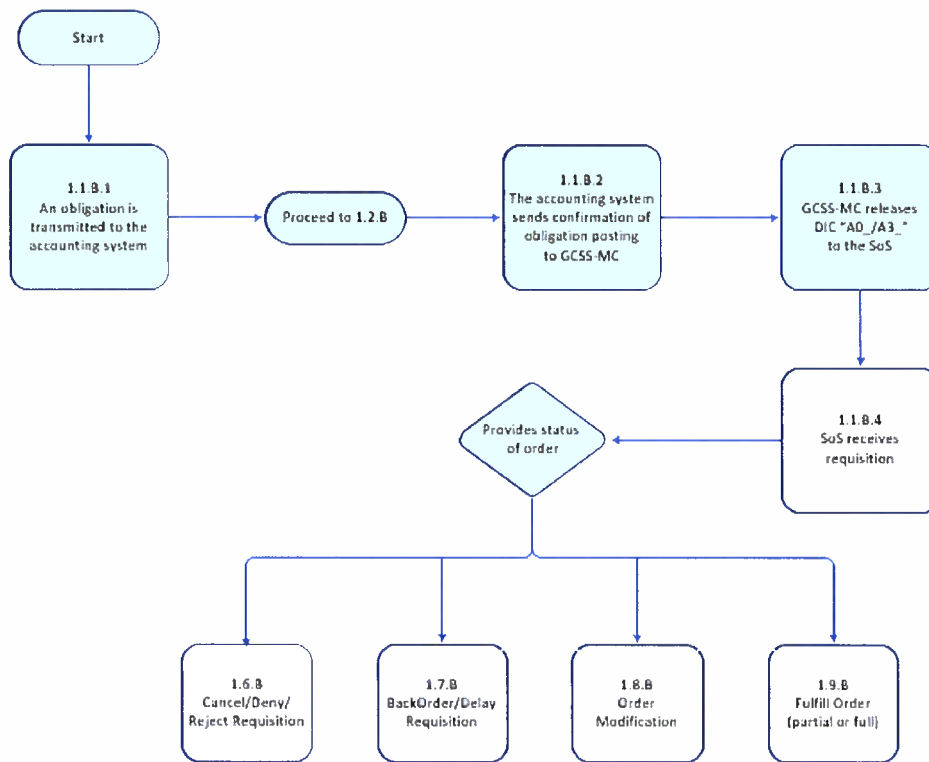 Start
1.1.B.1
An obligation is
transmitted to the
accounting system
Proceed to 1.2.B
1.1.B.2
The accounting system
sends confirmation of
obligation posting
to GCSS-MC
1.1.B.3
GCSS-MC releases
DIC "A0_/A3_"
to the SoS
1.1.B.4
SoS receives
requisition
Provides status
of order
1.6.B
Cancel/Deny/
Reject Requisition
1.7.B
BackOrder/Delay
Requisition
1.8.B
Order
Modification
1.9.B
Fulfill Order
(partial or full)